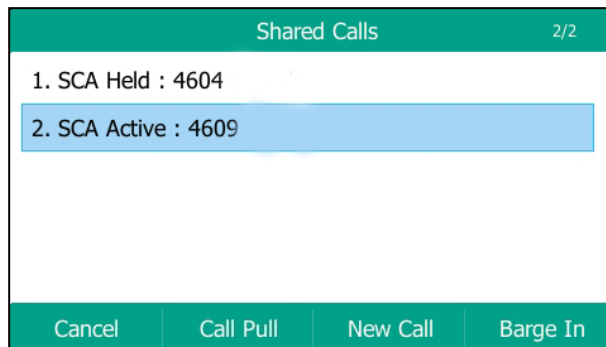 Shared Calls 2/2
1. SCA Held : 4604
2. SCA Active : 4609
Cancel Call Pull New Call Barge In